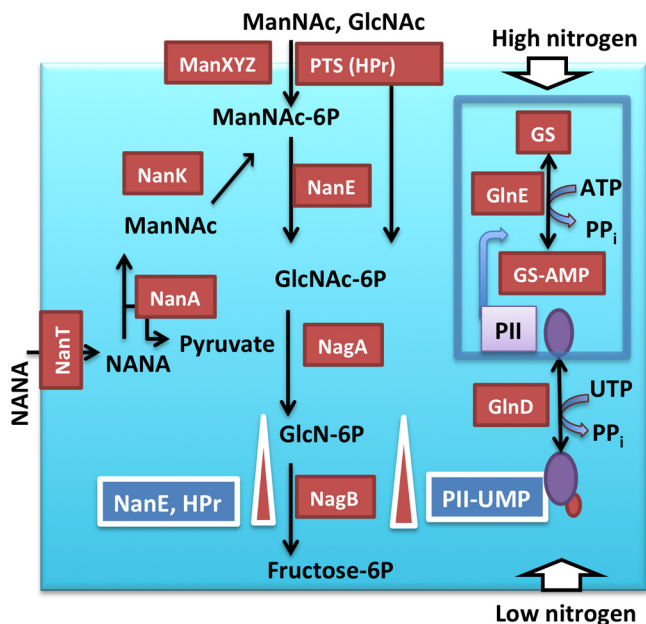 ManNAc, GlcNAc
High nitrogen
ManXYZ
PTS (HPr)
ManNAc-6P
GS
NanK
NanE
GlnE
ATP
PPi
ManNAc
GlcNAc-6P
GS-AMP
NanA
PII
NanT
NANA
NANA
Pyruvate
NagA
GlnD
UTP
PPi
GlcN-6P
NanE, HPr
NagB
PII-UMP
Fructose-6P
Low nitrogen